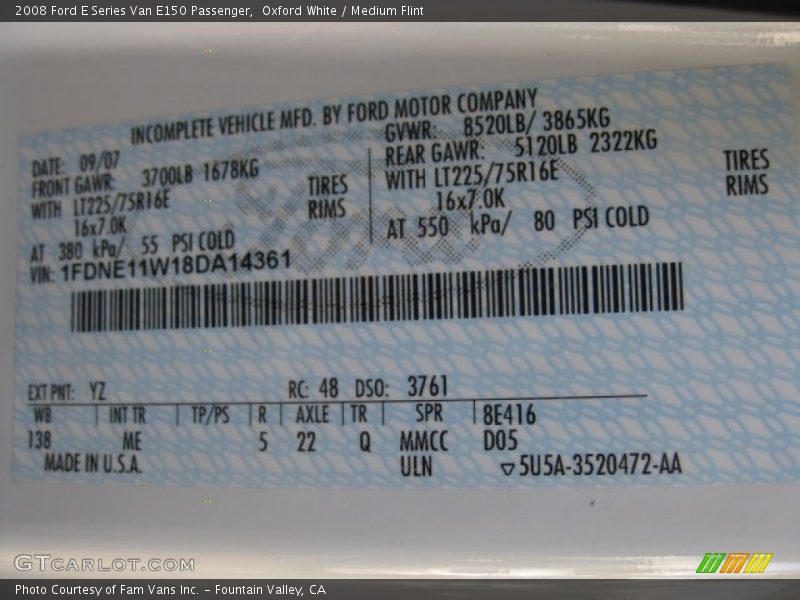 2008 Ford E Series Van E150 Passenger,  Oxford White / Medium Flint
INCOMPLETE VEHICLE MFD. BY FORD MOTOR COMPANY
DATE: 09/07
GVWR: 8520LB/ 3865KG
FRONT GAWR: 3700LB 1678KG
WITH LT225/75R16E TIRES
16x7.0K RIMS
AT 380 kPa/ 55 PSI COLD
REAR GAWR: 5120LB 2322KG
WITH LT225/75R16E TIRES
16x7.0K RIMS
AT 550 kPa/ 80 PSI COLD
VIN: 1FDNE11W18DA14361
EXT PNT: YZ RC: 48 DSO: 3761
WB INT TR TP/PS R AXLE TR SPR 8E416
138 ME 5 22 Q MMCC D05
MADE IN U.S.A. ULN ▽5U5A-3520472-AA
GTCARLOT.COM
Photo Courtesy of Fam Vans Inc. – Fountain Valley, CA